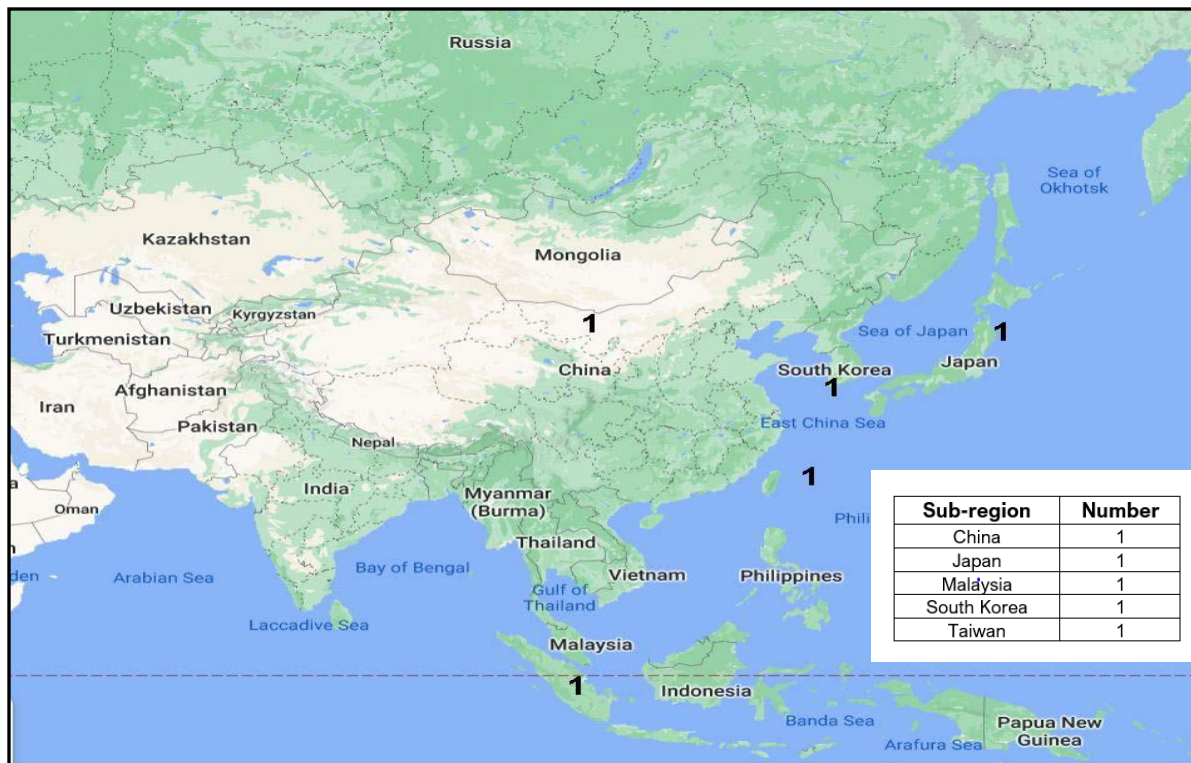 Russia
Sea of
Okhotsk
Kazakhstan
Mongolia
Uzbekistan
Kyrgyzstan
1
Sea of Japan
1
Turkmenistan
China
South Korea
Japan
Afghanistan
1
Iran
Pakistan
East China Sea
Nepal
1
India
Myanmar
(Burma)
Oman
Phili
Thailand
Arabian Sea
Bay of Bengal
Vietnam
Philippines
den
Gulf of
Thailand
Laccadive Sea
Malaysia
1
Indonesia
Banda Sea
Papua New
Guinea
Arafura Sea
Sub-region Number
China 1
Japan 1
Malaysia 1
South Korea 1
Taiwan 1